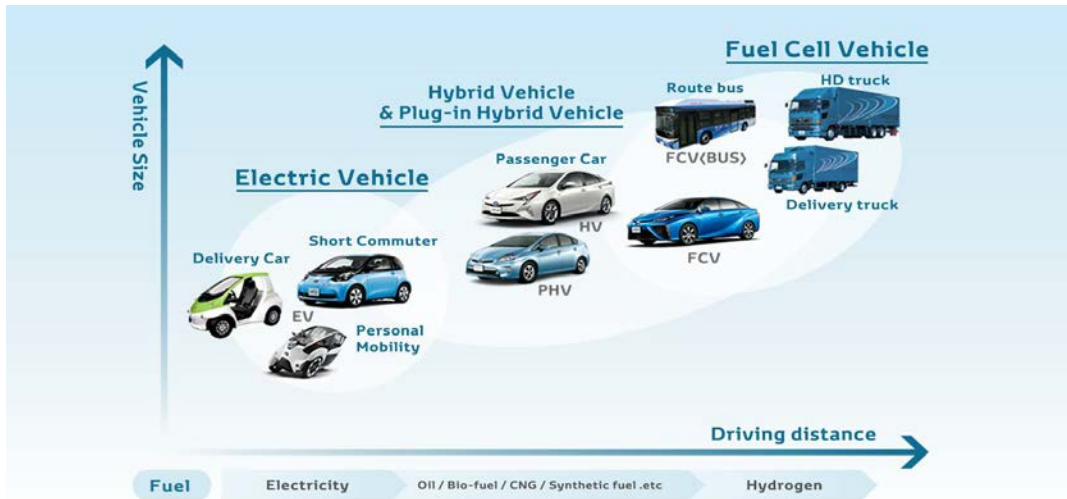 Vehicle Size
Fuel Cell Vehicle
Route bus
HD truck
Hybrid Vehicle
& Plug-in Hybrid Vehicle
FCV(BUS)
Passenger Car
Delivery truck
Electric Vehicle
HV
Short Commuter
FCV
Delivery Car
PHV
EV
Personal
Mobility
Driving distance
Fuel
Electricity
Oil / Bio-fuel / CNG / Synthetic fuel .etc
Hydrogen